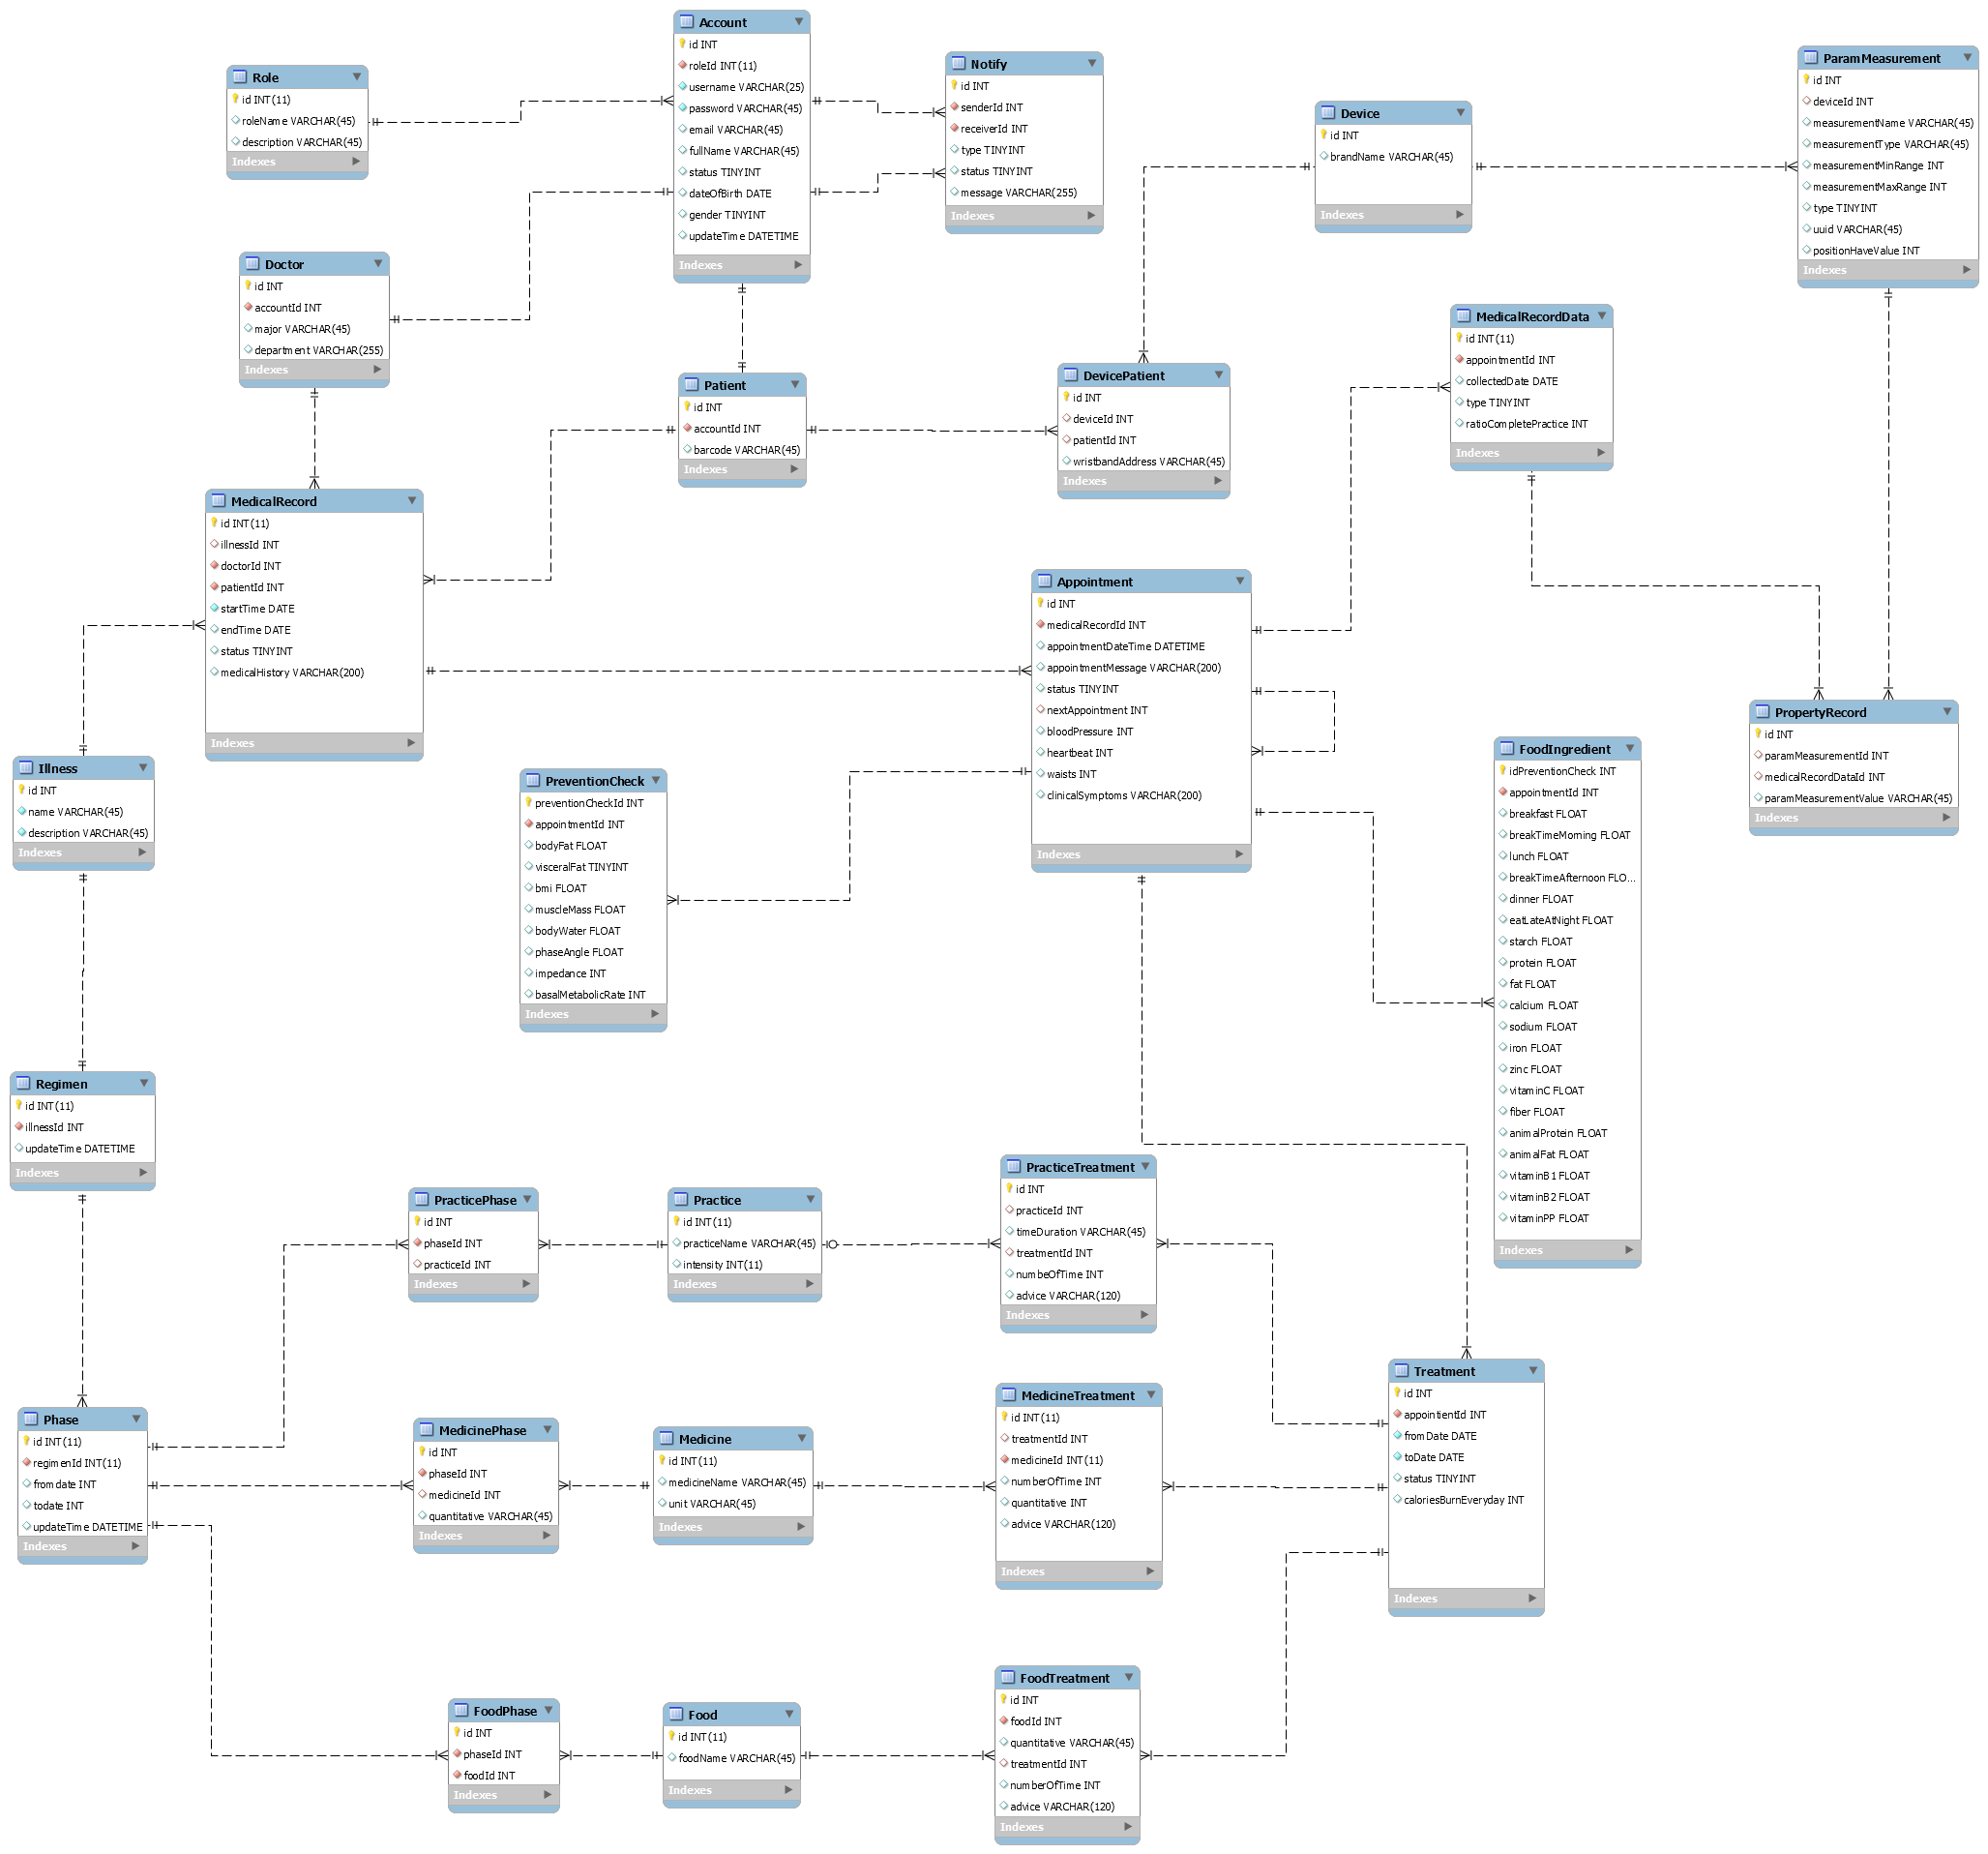 Account
id INT
roleId INT(11)
username VARCHAR(25)
password VARCHAR(45)
email VARCHAR(45)
fullName VARCHAR(45)
status TINYINT
dateOfBirth DATE
gender TINYINT
updateTime DATETIME
Indexes
Role
id INT(11)
roleName VARCHAR(45)
description VARCHAR(45)
Indexes
Notify
id INT
senderId INT
receiverId INT
type TINYINT
status TINYINT
message VARCHAR(255)
Indexes
Device
id INT
brandName VARCHAR(45)
Indexes
ParamMeasurement
id INT
deviceId INT
measurementName VARCHAR(45)
measurementType VARCHAR(45)
measurementMinRange INT
measurementMaxRange INT
type TINYINT
uuid VARCHAR(45)
positionHaveValue INT
Indexes
Doctor
id INT
accountId INT
major VARCHAR(45)
department VARCHAR(255)
Indexes
Patient
id INT
accountId INT
barcode VARCHAR(45)
Indexes
DevicePatient
id INT
deviceId INT
patientId INT
wristbandAddress VARCHAR(45)
Indexes
MedicalRecordData
id INT(11)
appointmentId INT
collectedDate DATE
type TINYINT
ratioCompletePractice INT
Indexes
MedicalRecord
id INT(11)
illnessId INT
doctorId INT
patientId INT
startTime DATE
endTime DATE
status TINYINT
medicalHistory VARCHAR(200)
Indexes
Appointment
id INT
medicalRecordId INT
appointmentDateTime DATETIME
appointmentMessage VARCHAR(200)
status TINYINT
nextAppointment INT
bloodPressure INT
heartbeat INT
waists INT
clinicalSymptoms VARCHAR(200)
Indexes
PropertyRecord
id INT
paramMeasurementId INT
medicalRecordDataId INT
paramMeasurementValue VARCHAR(45)
Indexes
Illness
id INT
name VARCHAR(45)
description VARCHAR(45)
Indexes
PreventionCheck
preventionCheckId INT
appointmentId INT
bodyFat FLOAT
visceralFat TINYINT
bmi FLOAT
muscleMass FLOAT
bodyWater FLOAT
phaseAngle FLOAT
impedance INT
basalMetabolicRate INT
Indexes
FoodIngredient
idPreventionCheck INT
appointmentId INT
breakfast FLOAT
breakTimeMorning FLOAT
lunch FLOAT
breakTimeAfternoon FLO...
dinner FLOAT
eatLateAtNight FLOAT
starch FLOAT
protein FLOAT
fat FLOAT
calcium FLOAT
sodium FLOAT
iron FLOAT
zinc FLOAT
vitaminC FLOAT
fiber FLOAT
animalProtein FLOAT
animalFat FLOAT
vitaminB1 FLOAT
vitaminB2 FLOAT
vitaminPP FLOAT
Indexes
Regimen
id INT(11)
illnessId INT
updateTime DATETIME
Indexes
PracticePhase
id INT
phaseId INT
practiceId INT
Indexes
Practice
id INT(11)
practiceName VARCHAR(45)
intensity INT(11)
Indexes
PracticeTreatment
id INT
practiceId INT
timeDuration VARCHAR(45)
treatmentId INT
numbeOfTime INT
advice VARCHAR(120)
Indexes
Phase
id INT(11)
regimenId INT(11)
fromdate INT
todate INT
updateTime DATETIME
Indexes
MedicinePhase
id INT
phaseId INT
medicineId INT
quantitative VARCHAR(45)
Indexes
Medicine
id INT(11)
medicineName VARCHAR(45)
unit VARCHAR(45)
Indexes
MedicineTreatment
id INT(11)
treatmentId INT
medicineId INT(11)
numberOfTime INT
quantitative INT
advice VARCHAR(120)
Indexes
Treatment
id INT
appointientId INT
fromDate DATE
toDate DATE
status TINYINT
caloriesBurnEveryday INT
Indexes
FoodPhase
id INT
phaseId INT
foodId INT
Indexes
Food
id INT(11)
foodName VARCHAR(45)
Indexes
FoodTreatment
id INT
foodId INT
quantitative VARCHAR(45)
treatmentId INT
numberOfTime INT
advice VARCHAR(120)
Indexes